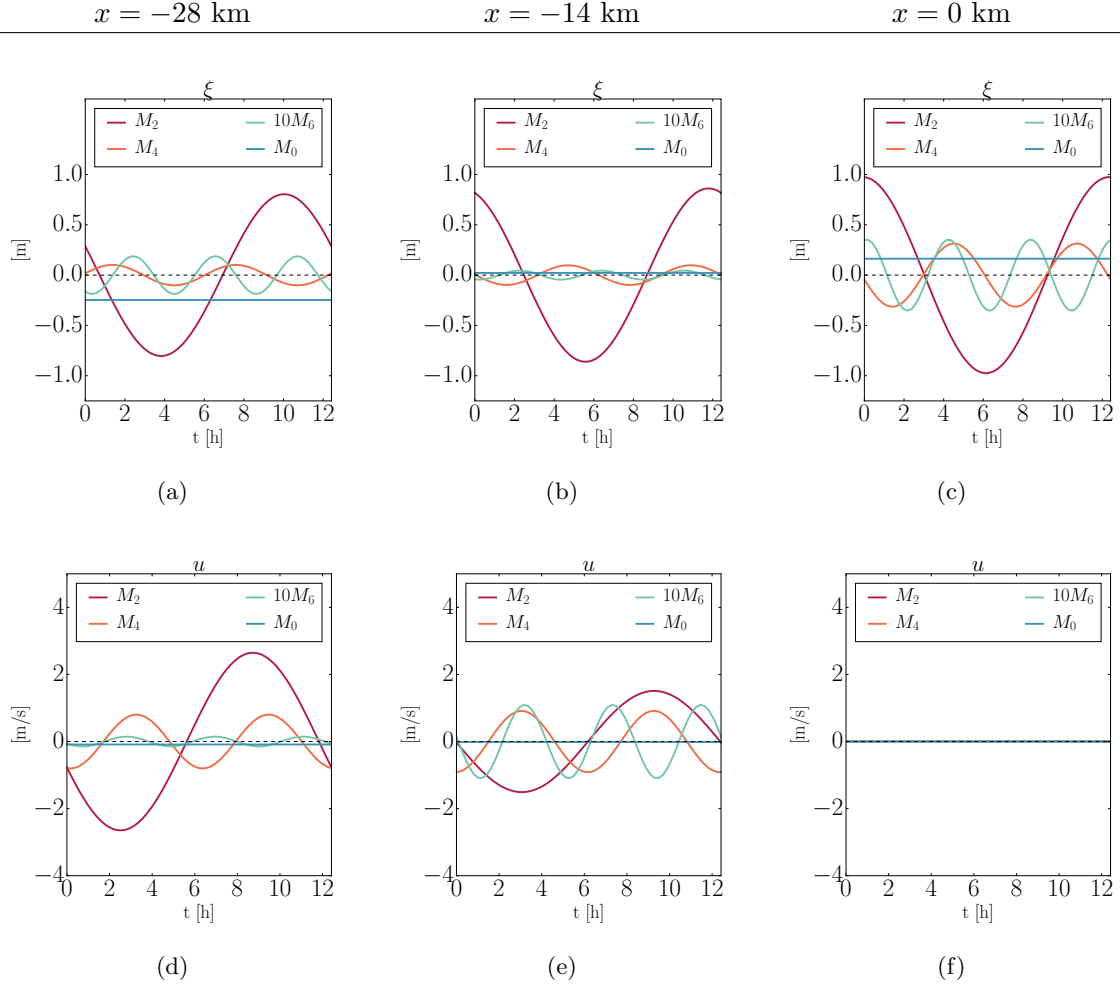 x = −28 km x = −14 km x = 0 km
ξ ξ ξ
M₂ 10M₆ M₂ 10M₆ M₂ 10M₆
M₄ M₀ M₄ M₀ M₄ M₀
1.0 1.0 1.0
0.5 0.5 0.5
[m] 0.0 [m] 0.0 [m] 0.0
−0.5 −0.5 −0.5
−1.0 −1.0 −1.0
0 2 4 6 8 10 12 0 2 4 6 8 10 12 0 2 4 6 8 10 12
t [h] t [h] t [h]
(a) (b) (c)
u u u
4 M₂ 10M₆ 4 M₂ 10M₆ 4 M₂ 10M₆
M₄ M₀ M₄ M₀ M₄ M₀
2 2 2
[m/s] 0 [m/s] 0 [m/s] 0
−2 −2 −2
−4 −4 −4
0 2 4 6 8 10 12 0 2 4 6 8 10 12 0 2 4 6 8 10 12
t [h] t [h] t [h]
(d) (e) (f)